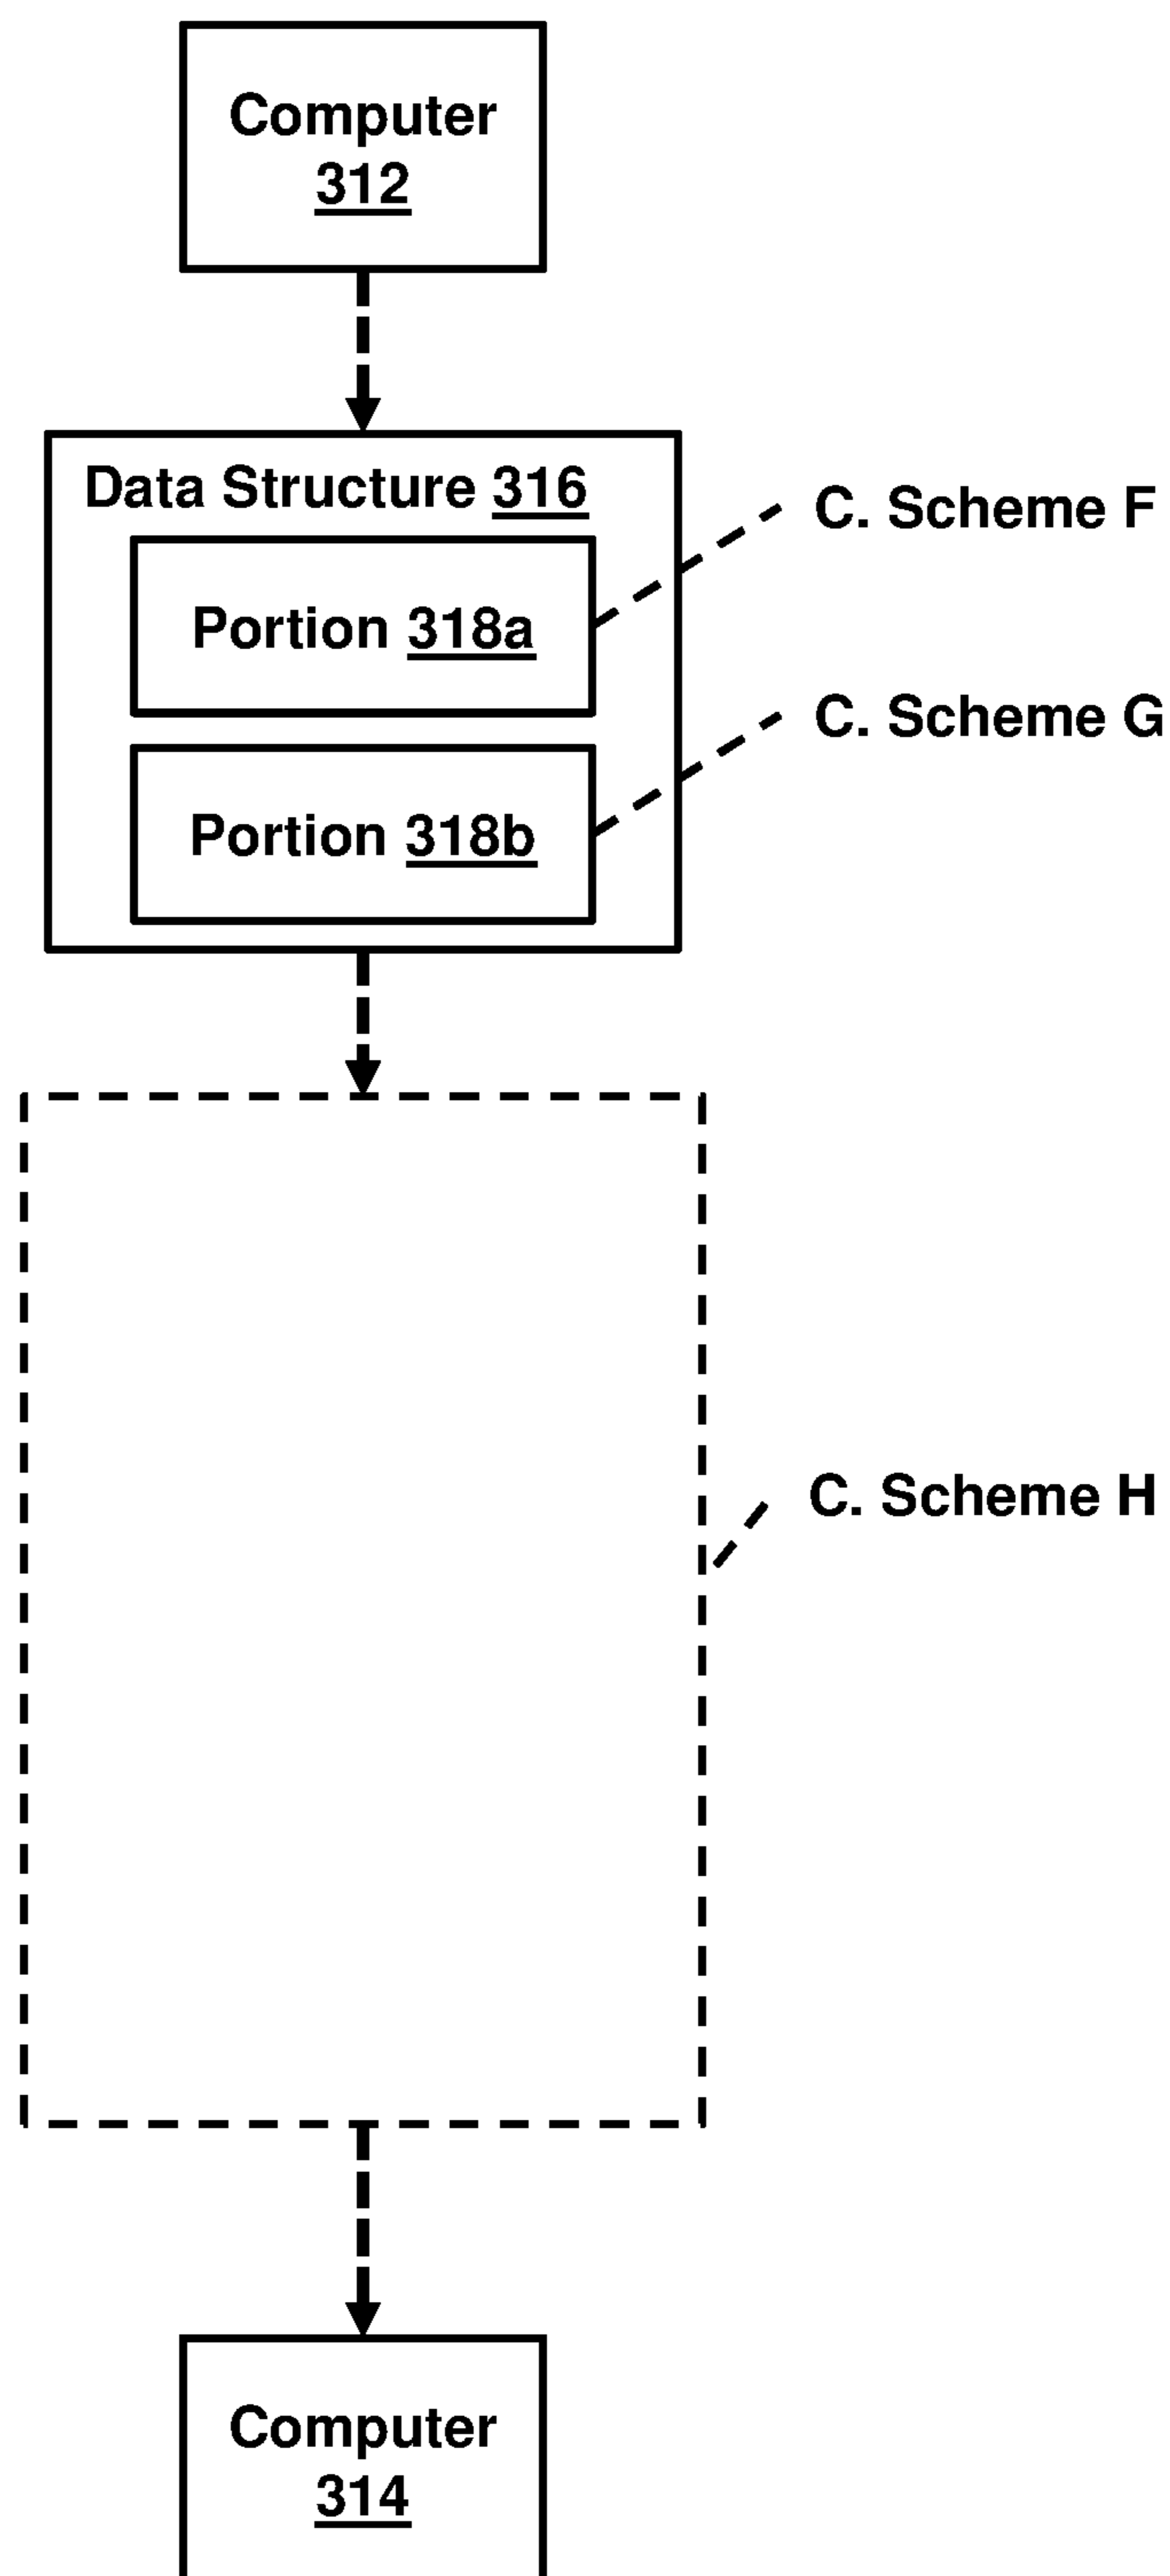 Computer
312
Data Structure 316
C. Scheme F
Portion 318a
C. Scheme G
Portion 318b
C. Scheme H
Computer
314